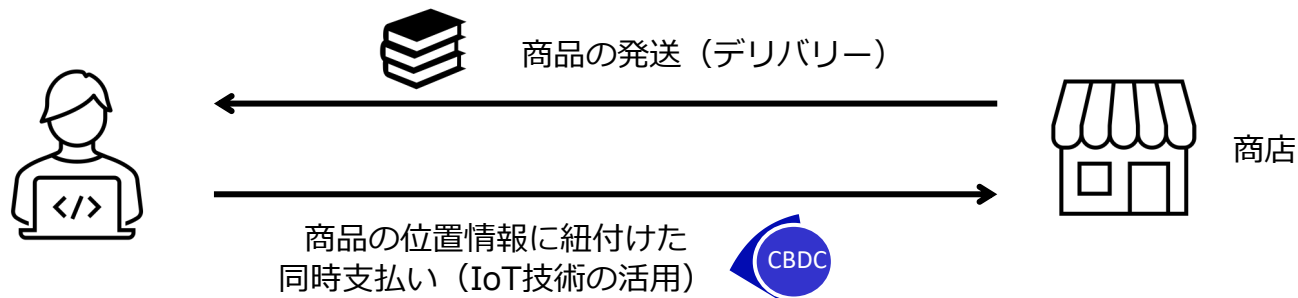 商品の発送（デリバリー）
商店
</>
商品の位置情報に紐付けた
同時支払い（IoT技術の活用）
CBDC